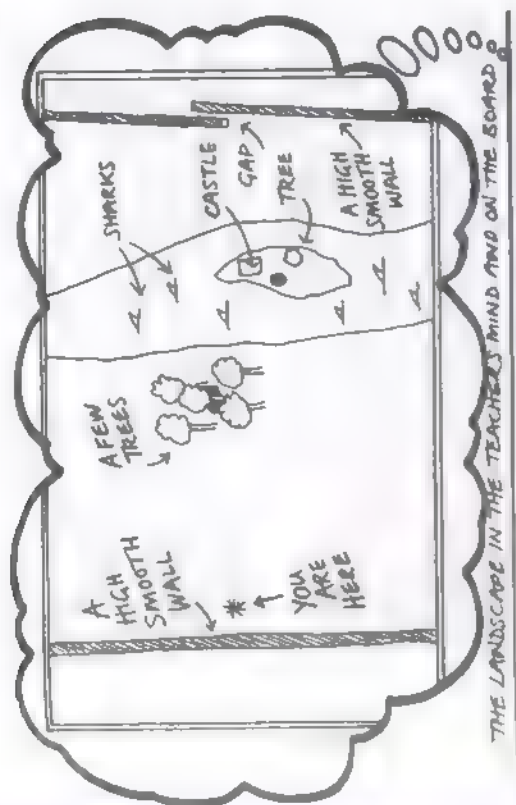 A
HIGH
SMOOTH
WALL
YOU
ARE
HERE
A FEW
TREES
SHARKS
CASTLE
GAP
TREE
A HIGH
SMOOTH
WALL
THE LANDSCAPE IN THE TEACHERS MIND AND ON THE BOARD